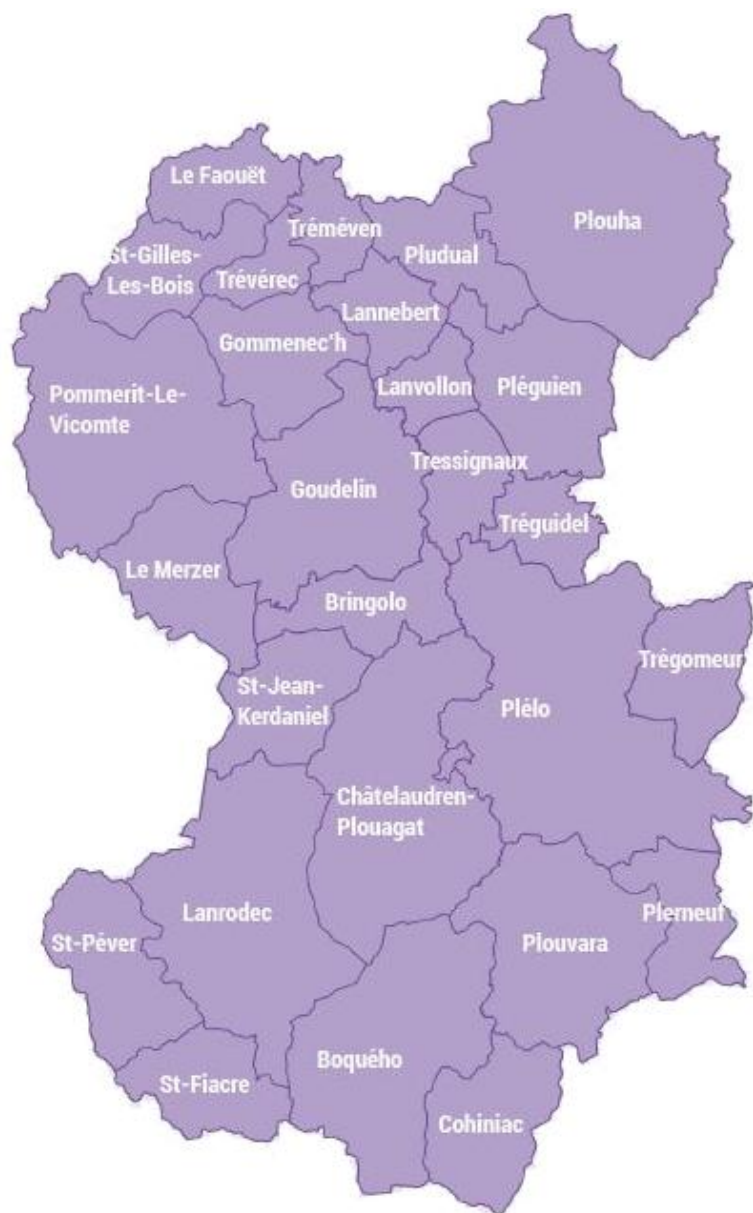 Le Faouët
Plouha
Tréméven
Pludual
St-Gilles-
Les-Bois
Trévérec
Lannebert
Gommenec'h
Lanvollon
Pléguien
Pommerit-Le-
Vicomte
Tressignaux
Goudelin
Tréguidel
Le Merzer
Bringolo
Trégomeur
St-Jean-
Kerdaniel
Plélo
Châtelaudren-
Plouagat
Lanrodec
Plerneuf
St-Péver
Plouvara
Boquého
St-Fiacre
Cohiniac